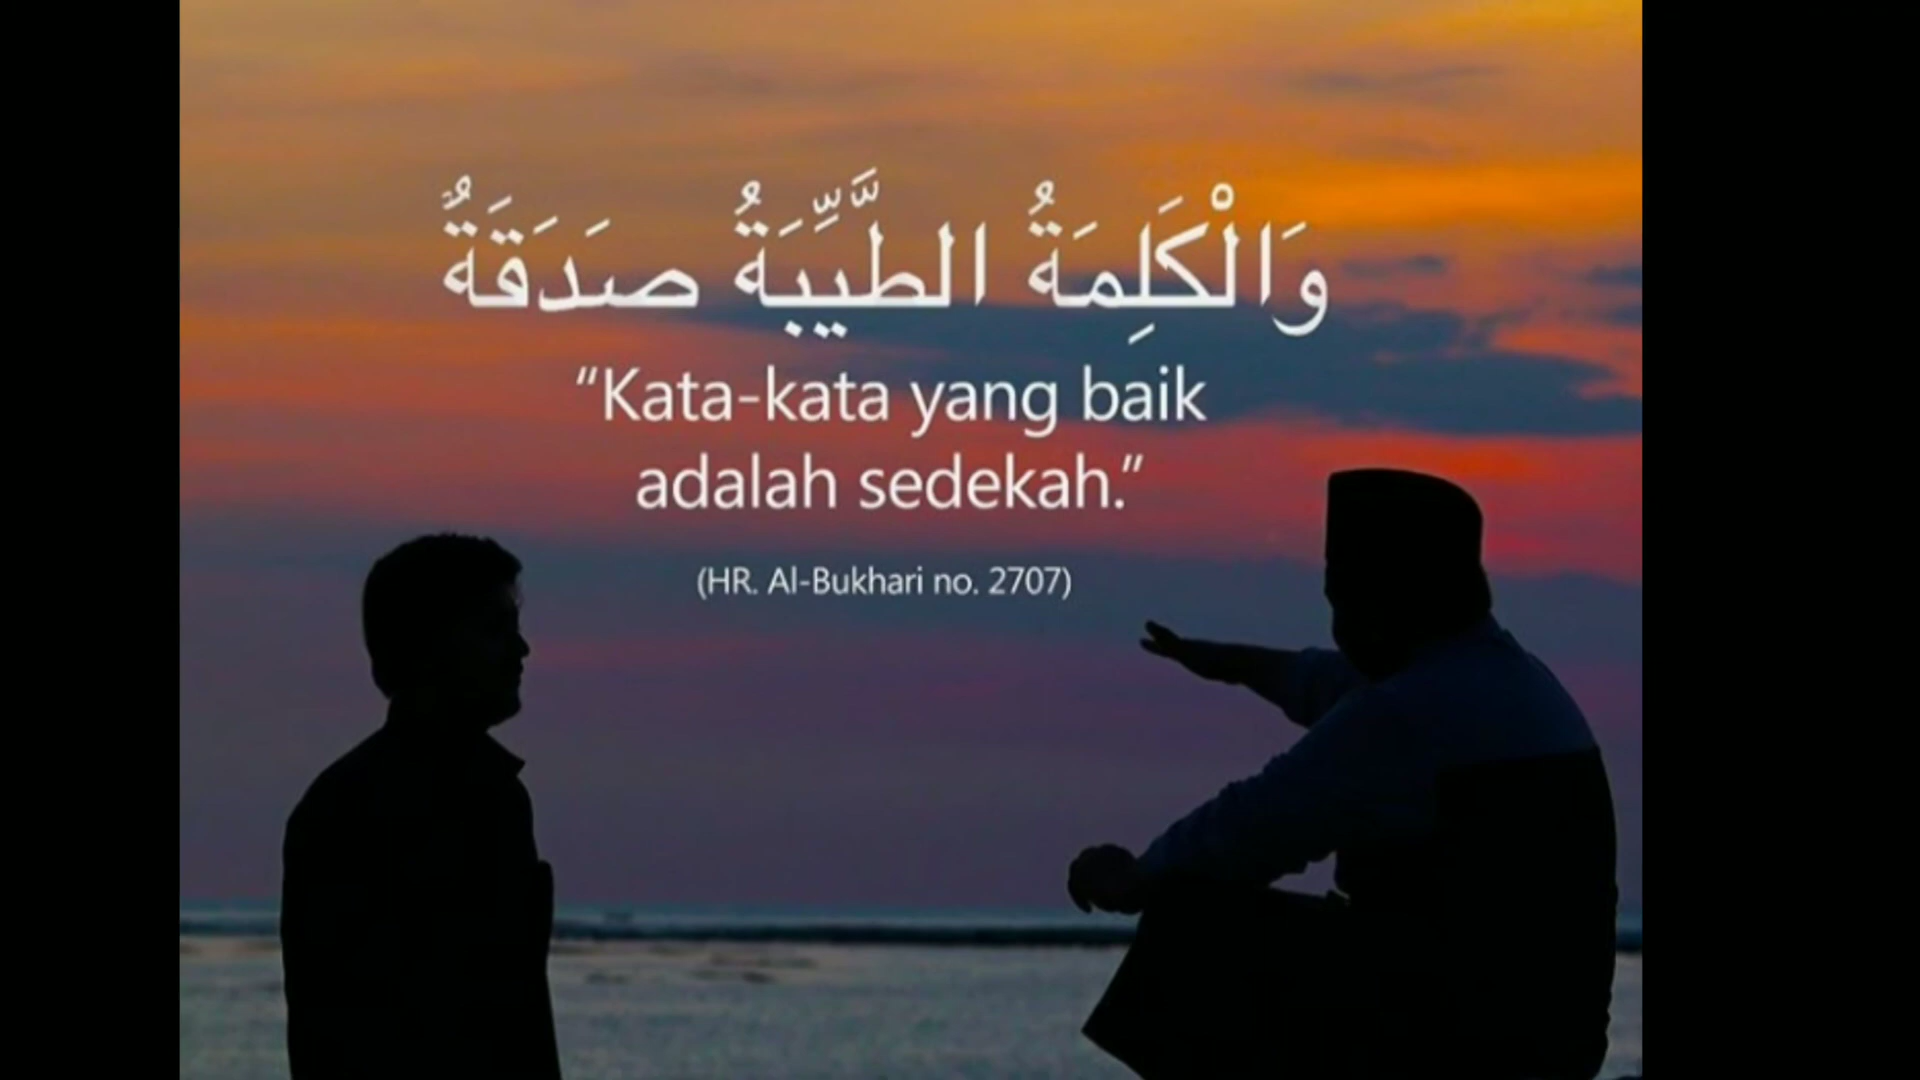 وَالْكَلِمَةُ الطَّيِّبَةُ صَدَقَةٌ
“Kata-kata yang baik
adalah sedekah.”
(HR. Al-Bukhari no. 2707)